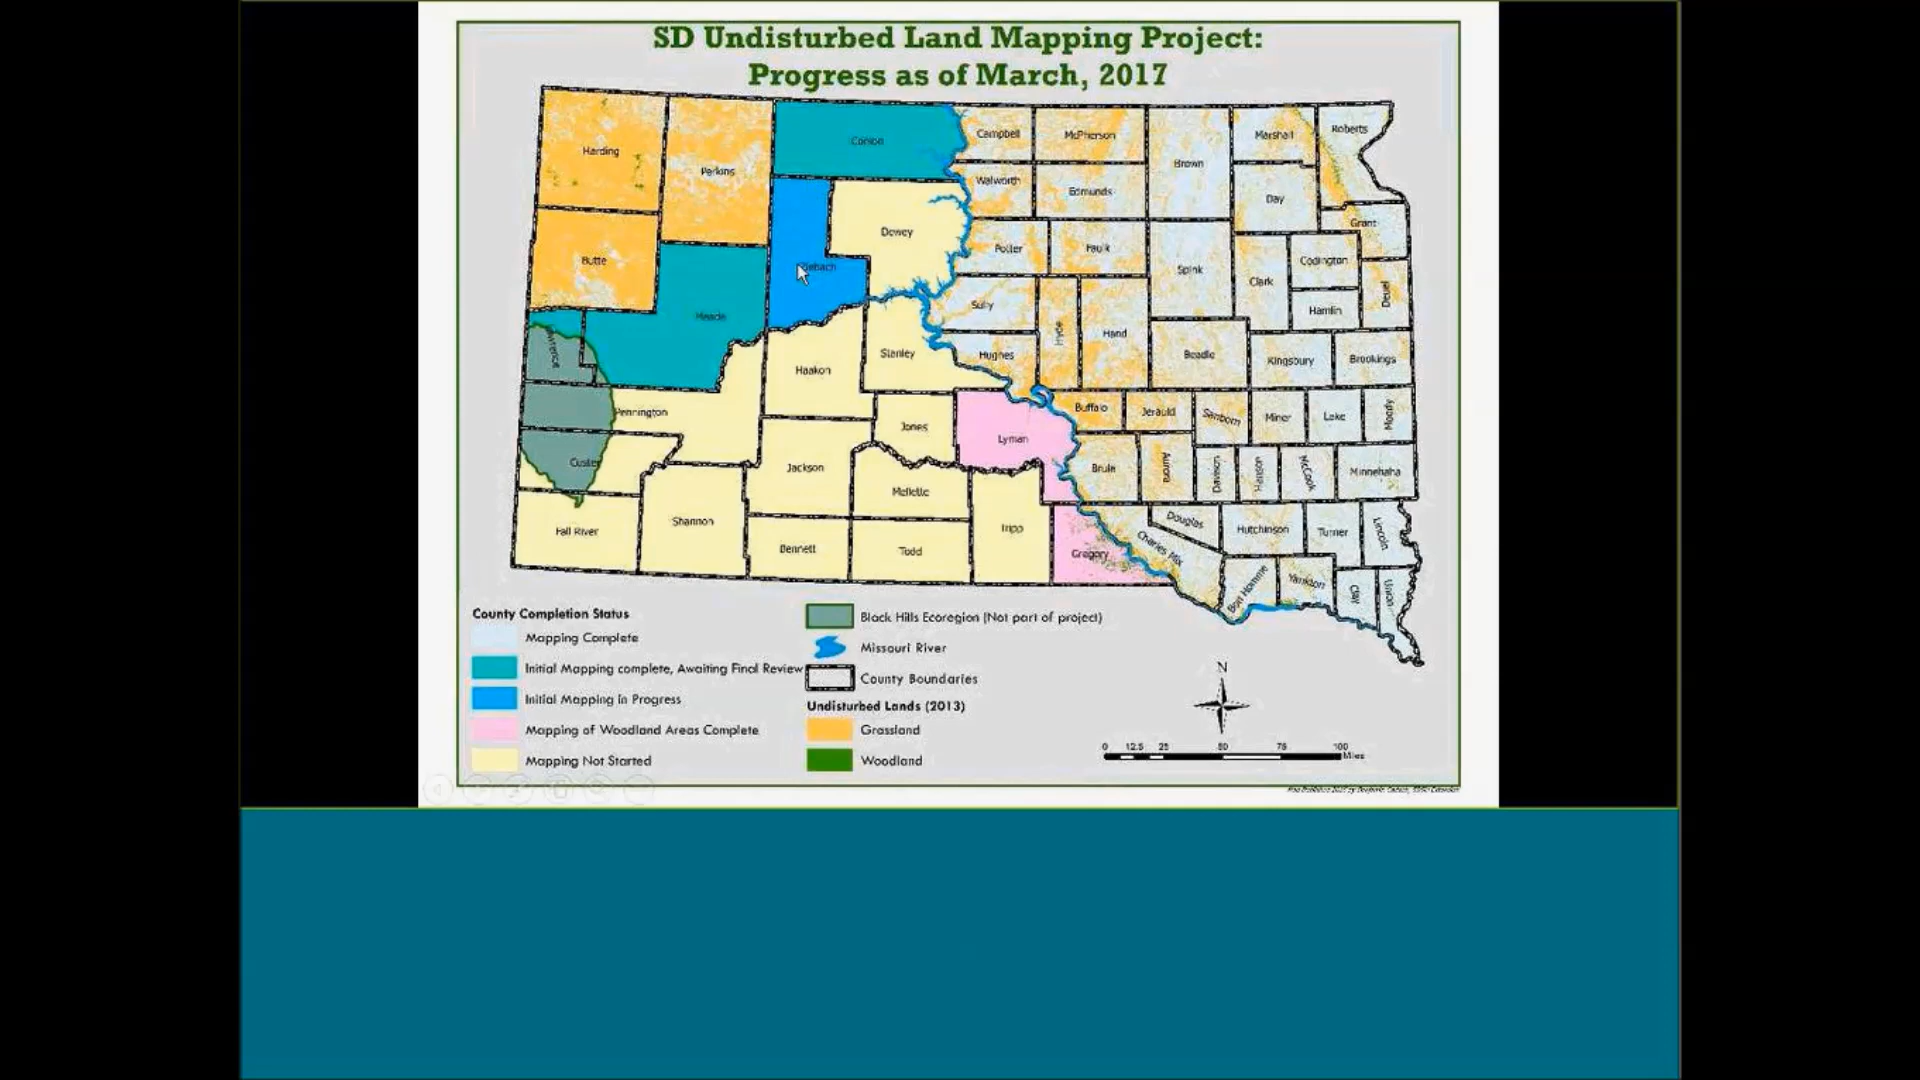 SD Undisturbed Land Mapping Project:
Progress as of March, 2017
Harding
Perkins
Corson
Campbell
McPherson
Brown
Marshall
Roberts
Walworth
Edmunds
Day
Grant
Butte
Dewey
Potter
Faulk
Spink
Clark
Codington
Deuel
Hamlin
Meade
Sully
Hyde
Hand
Stanley
Hughes
Beadle
Kingsbury
Brookings
Haakon
Pennington
Jones
Lyman
Buffalo
Jerauld
Sanborn
Miner
Lake
Moody
Custer
Jackson
Mellette
Brule
Aurora
Davison
Hanson
McCook
Minnehaha
Fall River
Shannon
Bennett
Todd
Tripp
Gregory
Charles Mix
Douglas
Hutchinson
Turner
Lincoln
Bon Homme
Yankton
Clay
Union
County Completion Status
Mapping Complete
Initial Mapping complete, Awaiting Final Review
Initial Mapping in Progress
Mapping of Woodland Areas Complete
Mapping Not Started
Black Hills Ecoregion (Not part of project)
Missouri River
County Boundaries
Undisturbed Lands (2013)
Grassland
Woodland
N
0 12.5 25 50 75 100
Miles